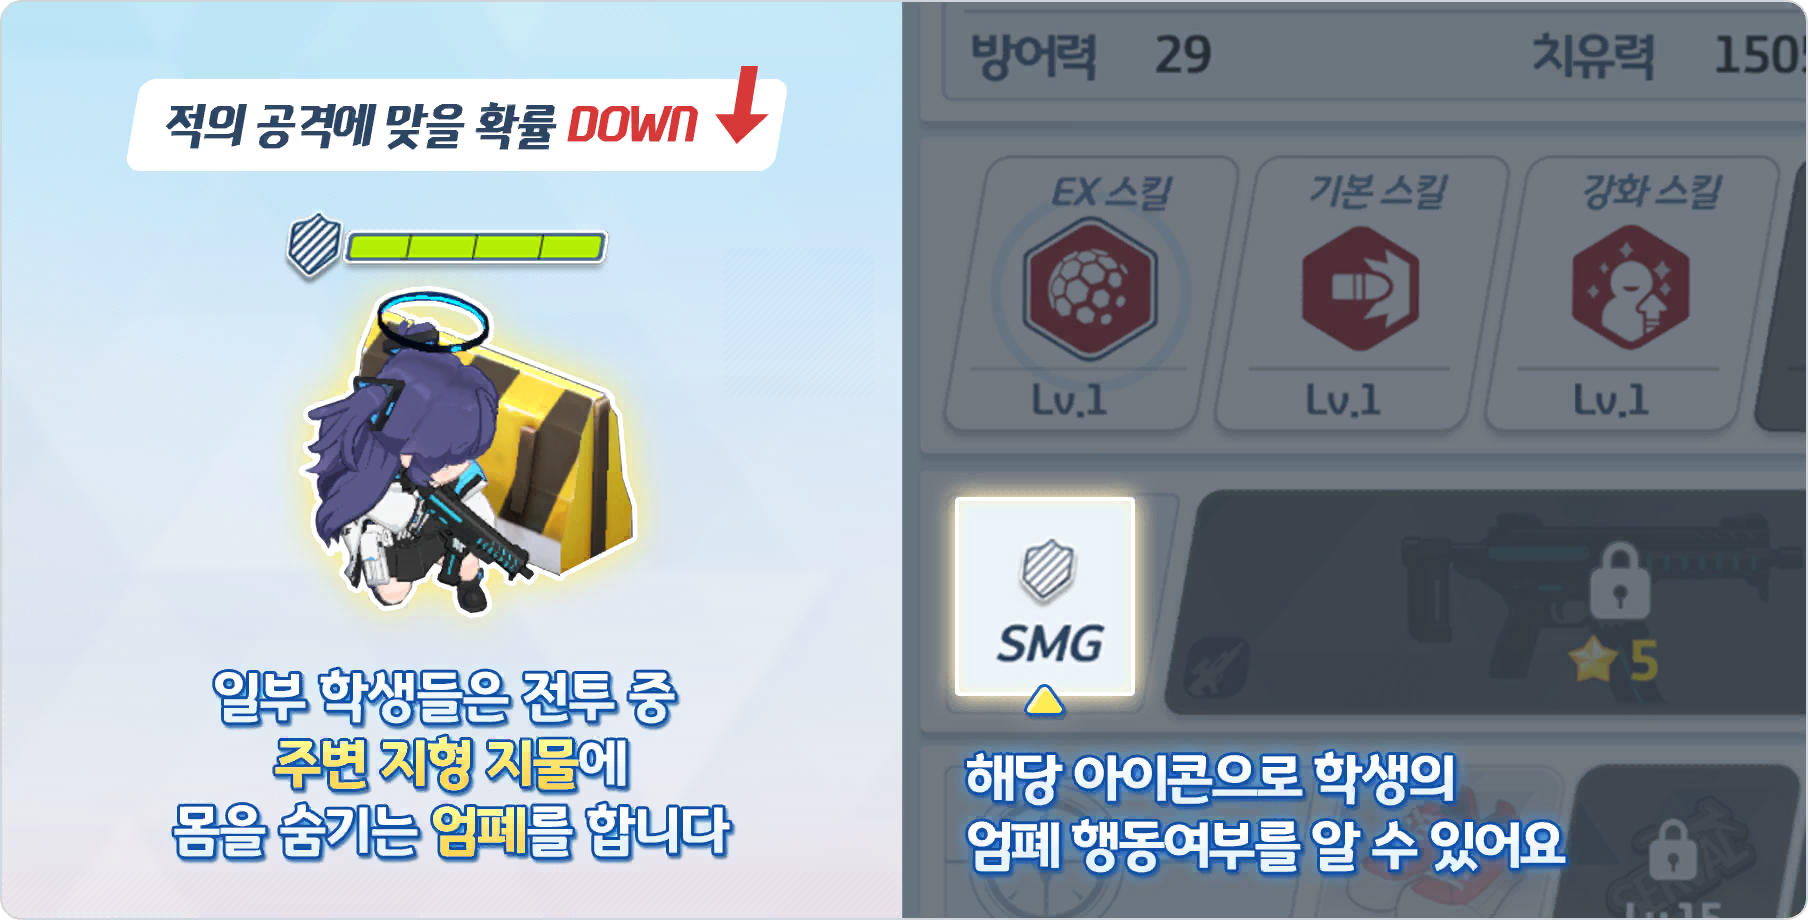 적의 공격에 맞을 확률 DOWN
일부 학생들은 전투 중
주변 지형 지물에
몸을 숨기는 엄폐를 합니다
방어력 29 치유력
EX 스킬 기본 스킬 강화 스킬
Lv.1 Lv.1 Lv.1
SMG
5
해당 아이콘으로 학생의
엄폐 행동여부를 알 수 있어요